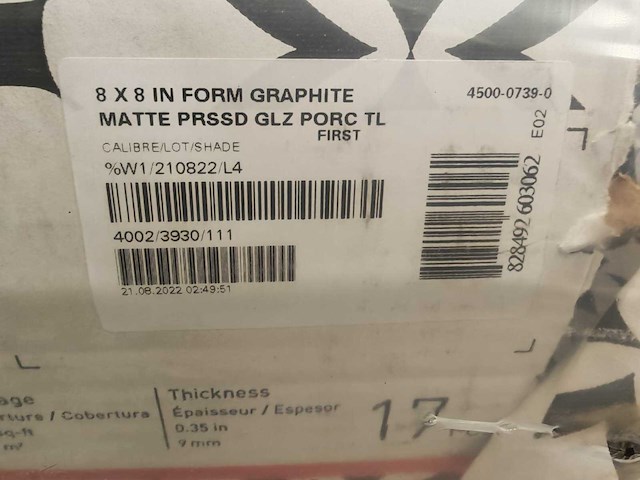 8 X 8 IN FORM GRAPHITE
4500-0739-0
MATTE PRSSD GLZ PORC TL
FIRST
E02
CALIBRE/LOT/SHADE
%W1/210822/L4
828492 603062
4002/3930/111
21.08.2022 02:49:51
Thickness
Épaisseur / Espesor
/ Cobertura
0.35 in
9 mm
17